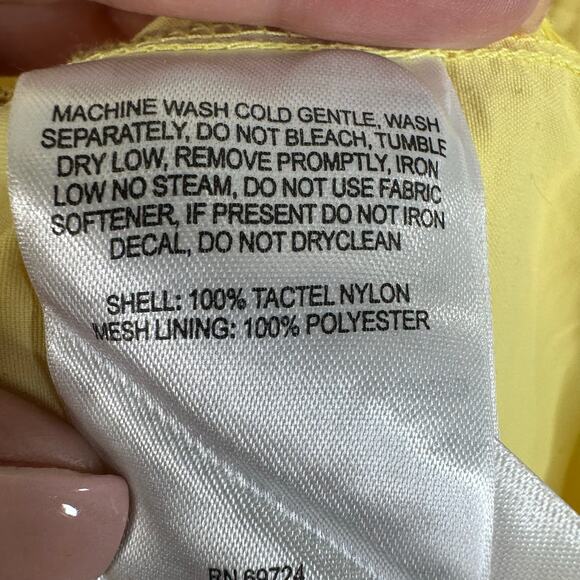 MACHINE WASH COLD GENTLE, WASH
SEPARATELY, DO NOT BLEACH, TUMBLE
DRY LOW, REMOVE PROMPTLY, IRON
LOW NO STEAM, DO NOT USE FABRIC
SOFTENER, IF PRESENT DO NOT IRON
DECAL, DO NOT DRYCLEAN
SHELL: 100% TACTEL NYLON
MESH LINING: 100% POLYESTER
RN 69724